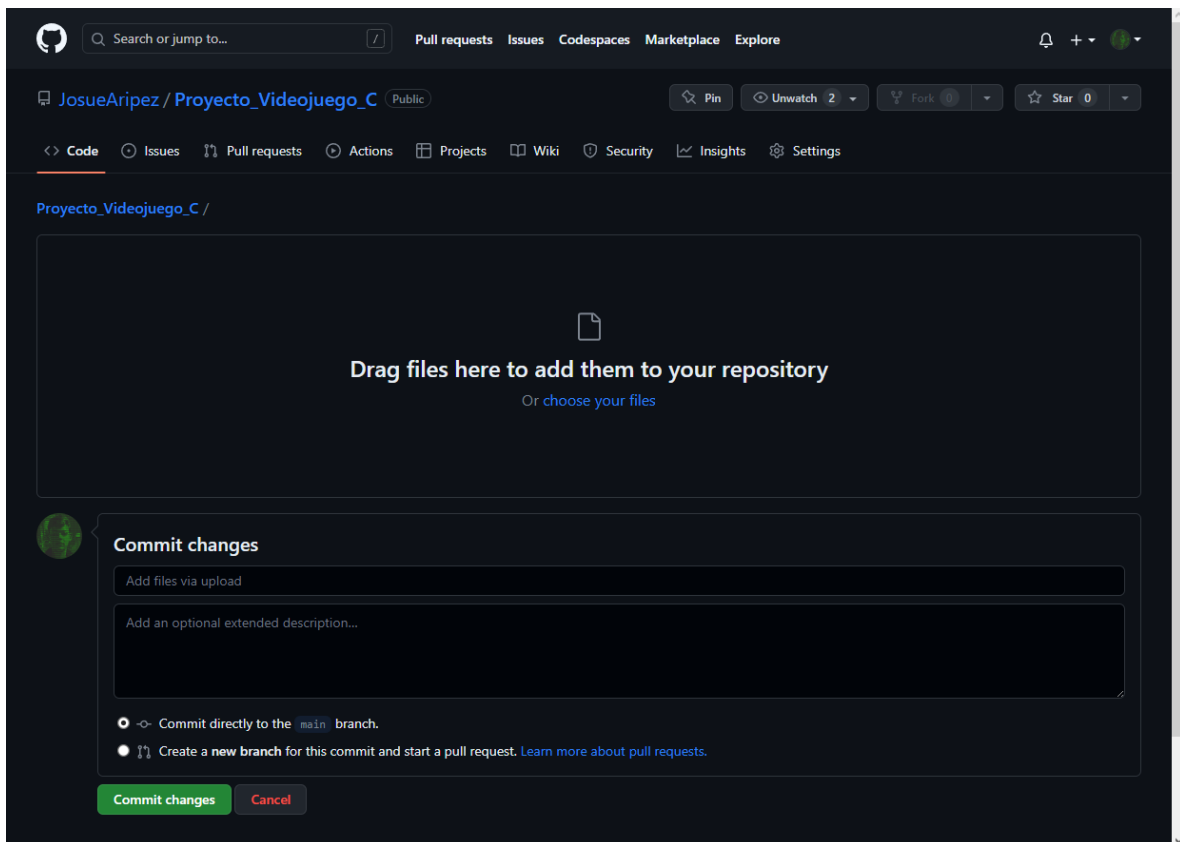 Search or jump to... / Pull requests Issues Codespaces Marketplace Explore
JosueAripez / Proyecto_Videojuego_C Public Pin Unwatch 2 Fork 0 Star 0
Code Issues Pull requests Actions Projects Wiki Security Insights Settings
Proyecto_Videojuego_C /
Drag files here to add them to your repository
Or choose your files
Commit changes
Add files via upload
Add an optional extended description...
Commit directly to the main branch.
Create a new branch for this commit and start a pull request. Learn more about pull requests.
Commit changes Cancel